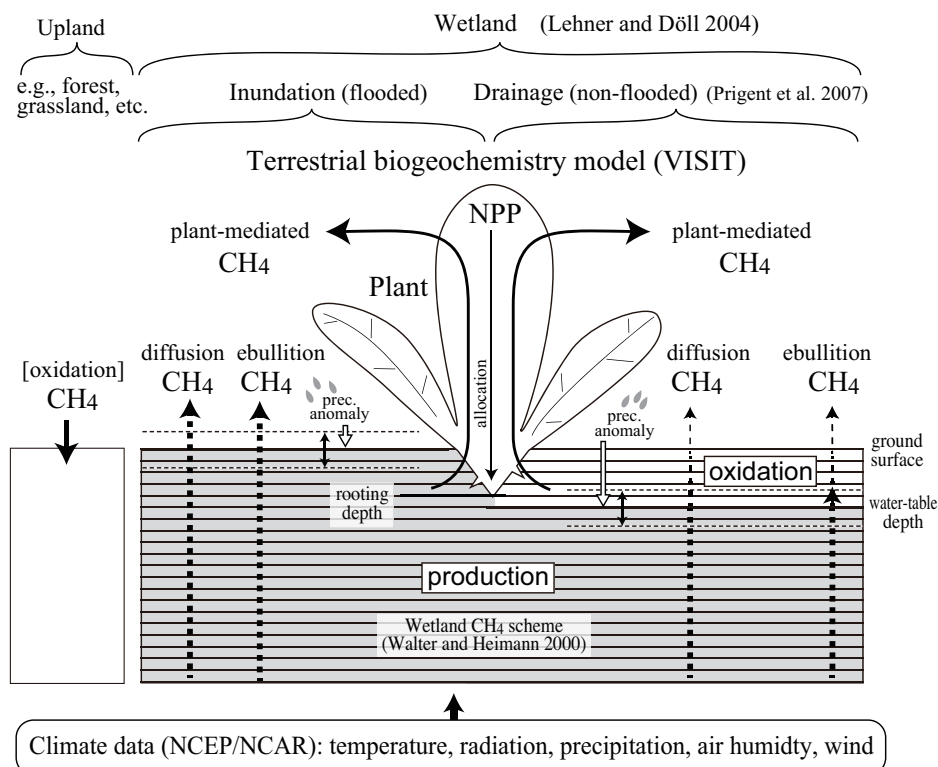 Upland
Wetland (Lehner and Döll 2004)
e.g., forest,
grassland, etc.
Inundation (flooded)
Drainage (non-flooded) (Prigent et al. 2007)
Terrestrial biogeochemistry model (VISIT)
NPP
plant-mediated
CH4
plant-mediated
CH4
Plant
allocation
[oxidation]
CH4
diffusion
CH4
ebullition
CH4
prec.
anomaly
prec.
anomaly
diffusion
CH4
ebullition
CH4
ground
surface
oxidation
rooting
depth
water-table
depth
production
Wetland CH4 scheme
(Walter and Heimann 2000)
Climate data (NCEP/NCAR): temperature, radiation, precipitation, air humidty, wind